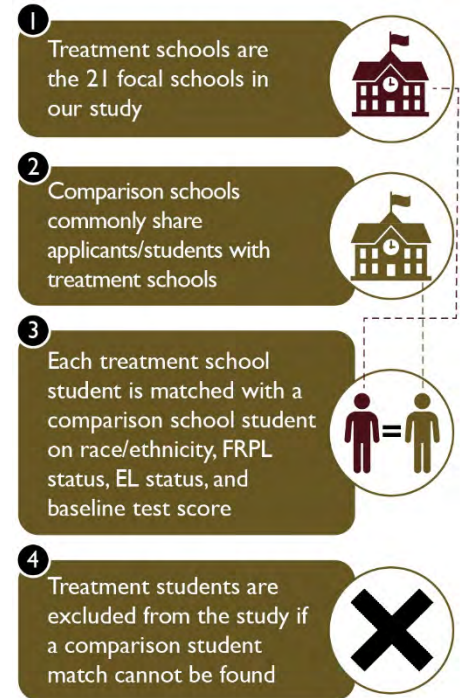 1
Treatment schools are
the 21 focal schools in
our study
2
Comparison schools
commonly share
applicants/students with
treatment schools
3
Each treatment school
student is matched with a
comparison school student
on race/ethnicity, FRPL
status, EL status, and
baseline test score
=
4
Treatment students are
excluded from the study if
a comparison student
match cannot be found